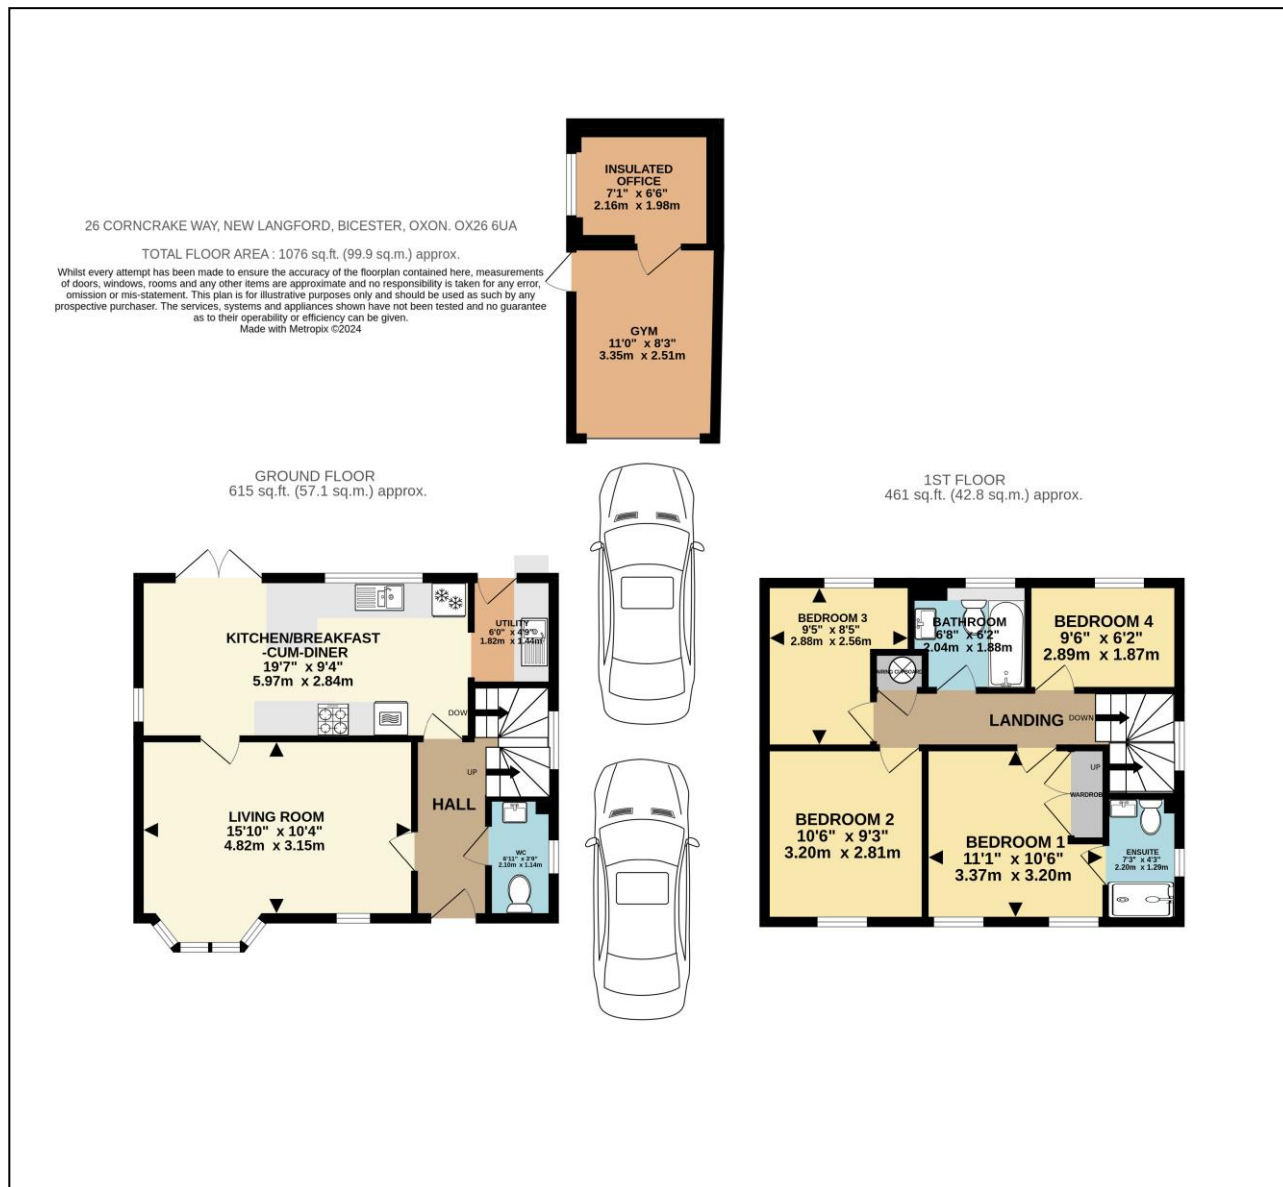 26 CORNCRAKE WAY, NEW LANGFORD, BICESTER, OXON. OX26 6UA
TOTAL FLOOR AREA : 1076 sq.ft. (99.9 sq.m.) approx.
Whilst every attempt has been made to ensure the accuracy of the floorplan contained here, measurements
of doors, windows, rooms and any other items are approximate and no responsibility is taken for any error,
omission or mis-statement. This plan is for illustrative purposes only and should be used as such by any
prospective purchaser. The services, systems and appliances shown have not been tested and no guarantee
as to their operability or efficiency can be given.
Made with Metropix ©2024
INSULATED
OFFICE
7'1" x 6'6"
2.16m x 1.98m
GYM
11'0" x 8'3"
3.35m x 2.51m
GROUND FLOOR
615 sq.ft. (57.1 sq.m.) approx.
KITCHEN/BREAKFAST
-CUM-DINER
19'7" x 9'4"
5.97m x 2.84m
UTILITY
6'0" x 4'9"
1.82m x 1.44m
DOW
UP
HALL
LIVING ROOM
15'10" x 10'4"
4.82m x 3.15m
WC
6'11" x 3'9"
2.10m x 1.14m
1ST FLOOR
461 sq.ft. (42.8 sq.m.) approx.
BEDROOM 3
9'5" x 8'5"
2.88m x 2.56m
BATHROOM
6'8" x 6'2"
2.04m x 1.88m
BEDROOM 4
9'6" x 6'2"
2.89m x 1.87m
CUPBOARD
LANDING
DOWN
UP
WARDROB
BEDROOM 2
10'6" x 9'3"
3.20m x 2.81m
BEDROOM 1
11'1" x 10'6"
3.37m x 3.20m
ENSUITE
7'3" x 4'3"
2.20m x 1.29m